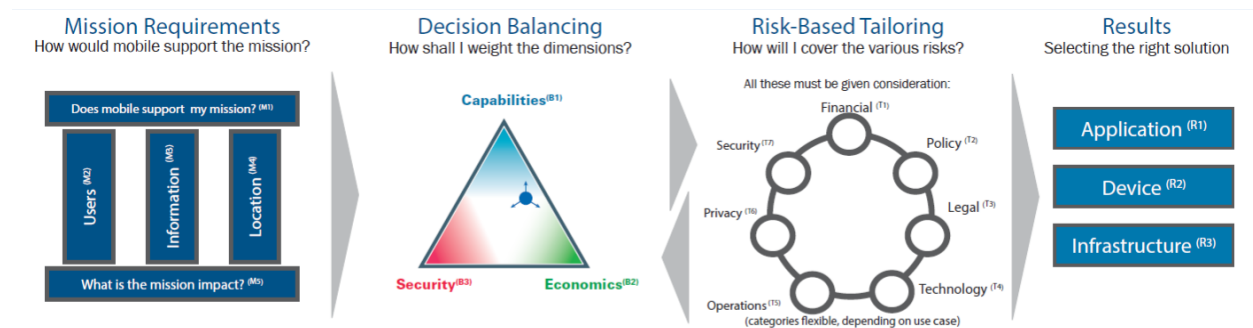 Mission Requirements
How would mobile support the mission?
Does mobile support my mission? (M1)
Users (M2)
Information (M3)
Location (M4)
What is the mission impact? (M5)
Decision Balancing
How shall I weight the dimensions?
Capabilities(B1)
Security(B3)
Economics(B2)
Risk-Based Tailoring
How will I cover the various risks?
All these must be given consideration:
Financial (T1)
Policy (T2)
Legal (T3)
Technology (T4)
Operations (T5)
Privacy (T6)
Security (T7)
(categories flexible, depending on use case)
Results
Selecting the right solution
Application (R1)
Device (R2)
Infrastructure (R3)